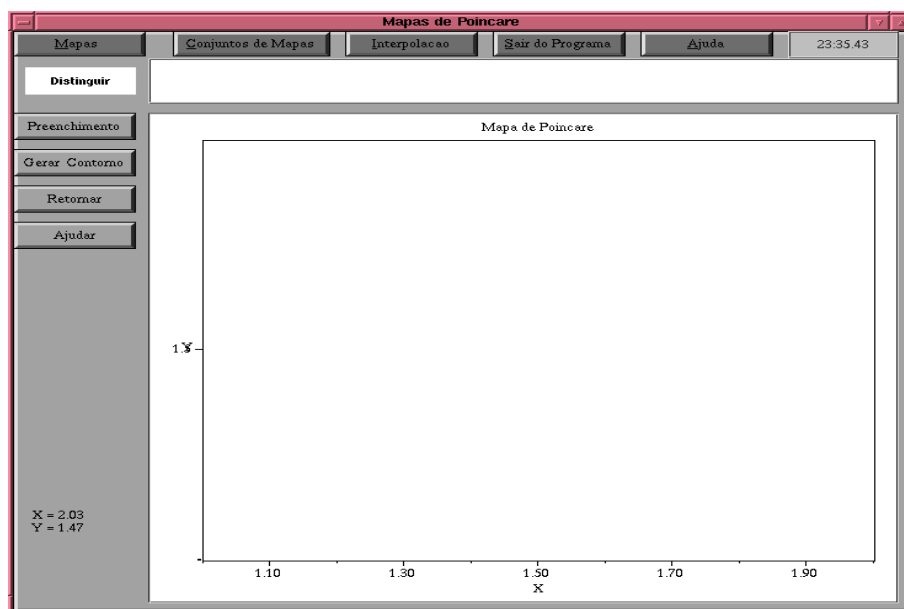 Mapas de Poincare
Mapas Conjuntos de Mapas Interpolacao Sair do Programa Ajuda 23:35.43
Distinguir
Preenchimento
Gerar Contorno
Retornar
Ajudar
Mapa de Poincare
Y
X = 2.03
Y = 1.47
1.10 1.30 1.50 1.70 1.90
X